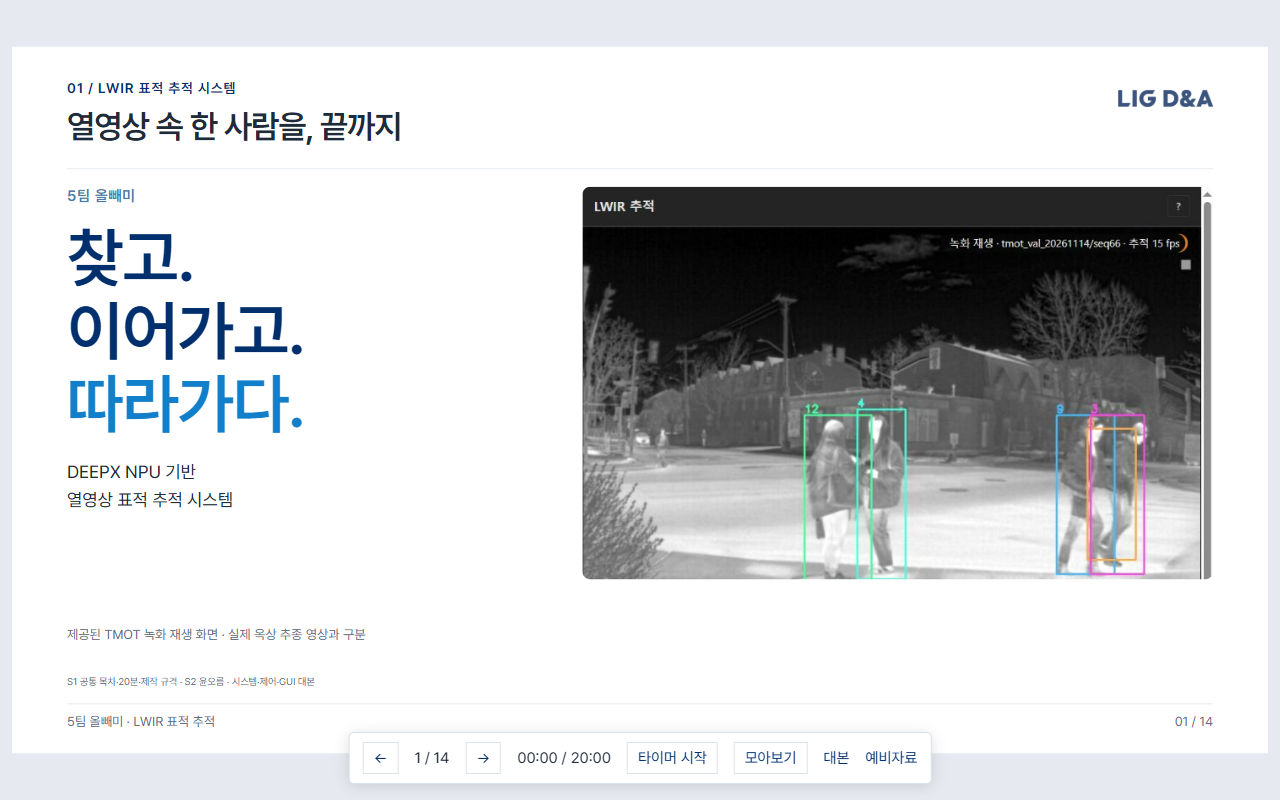 01 / LWIR 표적 추적 시스템
열영상 속 한 사람을, 끝까지
LIG D&A
5팀 올빼미
찾고.
이어가고.
따라가다.
DEEPX NPU 기반
열영상 표적 추적 시스템
LWIR 추적
?
녹화 재생 · tmot_val_20261114/seq66 · 추적 15 fps
12
4
9
3
제공된 TMOT 녹화 재생 화면 · 실제 옥상 추종 영상과 구분
S1 공통 목차·20분·제작 규격 · S2 윤오름 · 시스템·제어·GUI 대본
5팀 올빼미 · LWIR 표적 추적
01 / 14
← 1 / 14 → 00:00 / 20:00 타이머 시작 모아보기 대본 예비자료